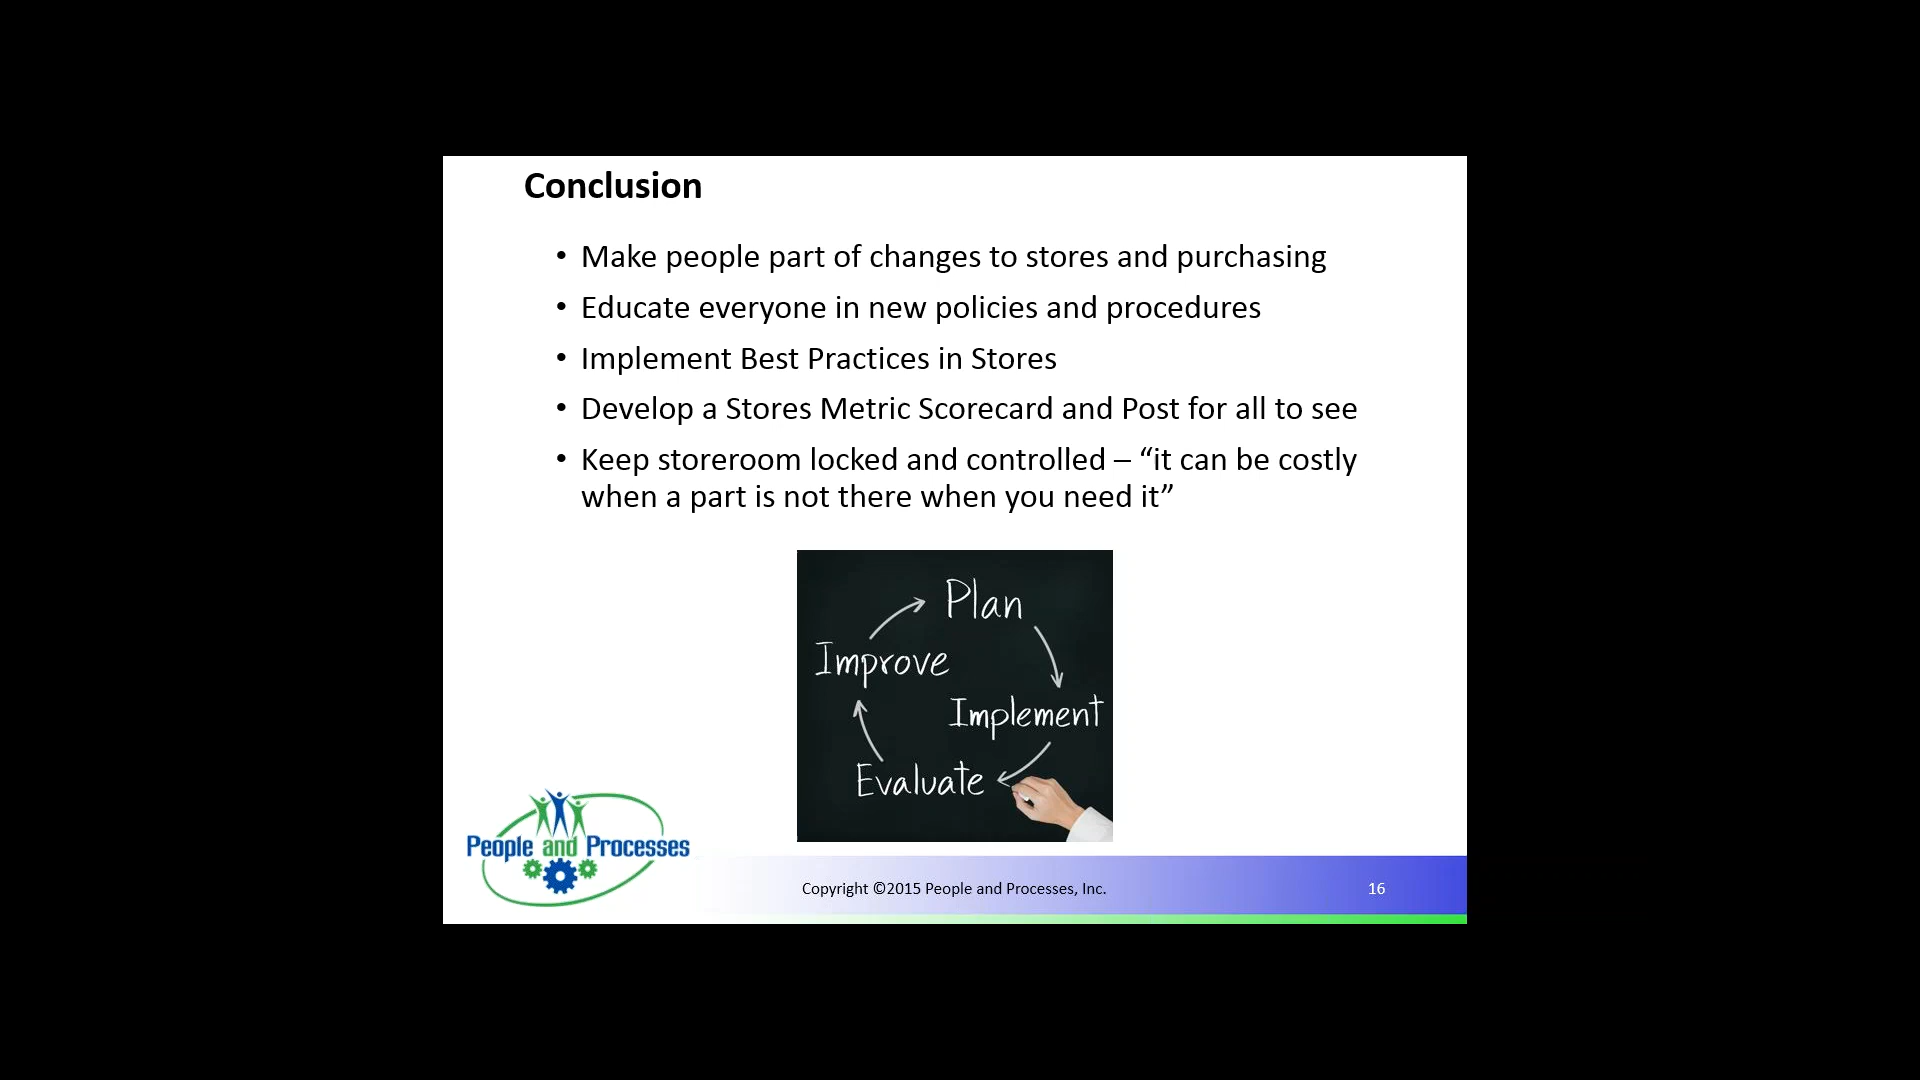 Conclusion
• Make people part of changes to stores and purchasing
• Educate everyone in new policies and procedures
• Implement Best Practices in Stores
• Develop a Stores Metric Scorecard and Post for all to see
• Keep storeroom locked and controlled – “it can be costly
when a part is not there when you need it”
Plan
Improve
Implement
Evaluate
People and Processes
Copyright ©2015 People and Processes, Inc.
16